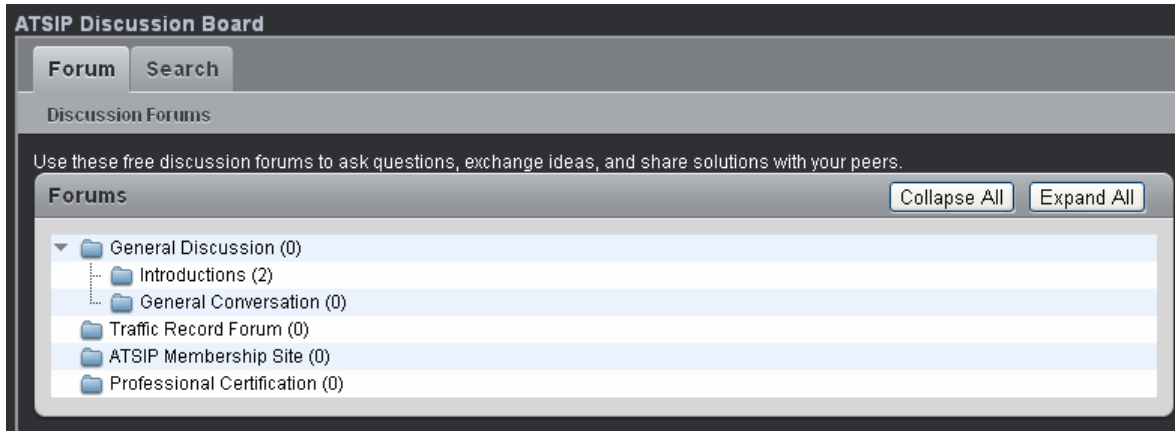 ATSIP Discussion Board
Forum Search
Discussion Forums
Use these free discussion forums to ask questions, exchange ideas, and share solutions with your peers.
Forums Collapse All Expand All
General Discussion (0)
Introductions (2)
General Conversation (0)
Traffic Record Forum (0)
ATSIP Membership Site (0)
Professional Certification (0)